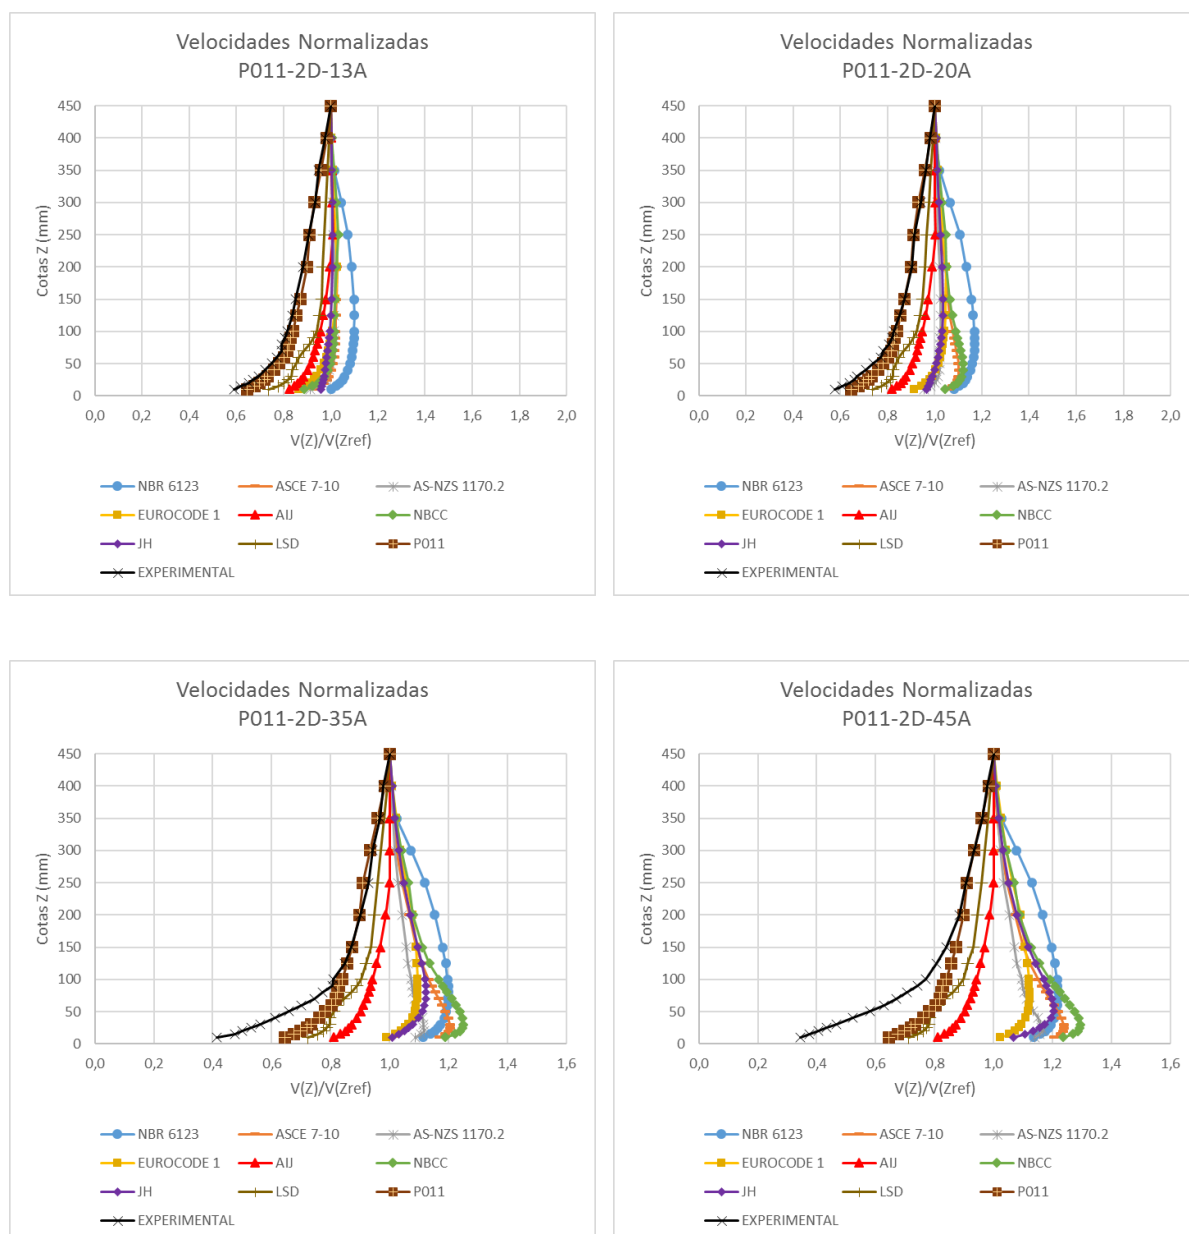 Velocidades Normalizadas
P011-2D-13A
450
400
350
300
250
200
150
100
50
0
Cotas Z (mm)
0,0 0,2 0,4 0,6 0,8 1,0 1,2 1,4 1,6 1,8 2,0
V(Z)/V(Zref)
NBR 6123 ASCE 7-10 AS-NZS 1170.2
EUROCODE 1 AIJ NBCC
JH LSD P011
EXPERIMENTAL
Velocidades Normalizadas
P011-2D-20A
450
400
350
300
250
200
150
100
50
0
Cotas Z (mm)
0,0 0,2 0,4 0,6 0,8 1,0 1,2 1,4 1,6 1,8 2,0
V(Z)/V(Zref)
NBR 6123 ASCE 7-10 AS-NZS 1170.2
EUROCODE 1 AIJ NBCC
JH LSD P011
EXPERIMENTAL
Velocidades Normalizadas
P011-2D-35A
450
400
350
300
250
200
150
100
50
0
Cotas Z (mm)
0,0 0,2 0,4 0,6 0,8 1,0 1,2 1,4 1,6
V(Z)/V(Zref)
NBR 6123 ASCE 7-10 AS-NZS 1170.2
EUROCODE 1 AIJ NBCC
JH LSD P011
EXPERIMENTAL
Velocidades Normalizadas
P011-2D-45A
450
400
350
300
250
200
150
100
50
0
Cotas Z (mm)
0,0 0,2 0,4 0,6 0,8 1,0 1,2 1,4 1,6
V(Z)/V(Zref)
NBR 6123 ASCE 7-10 AS-NZS 1170.2
EUROCODE 1 AIJ NBCC
JH LSD P011
EXPERIMENTAL